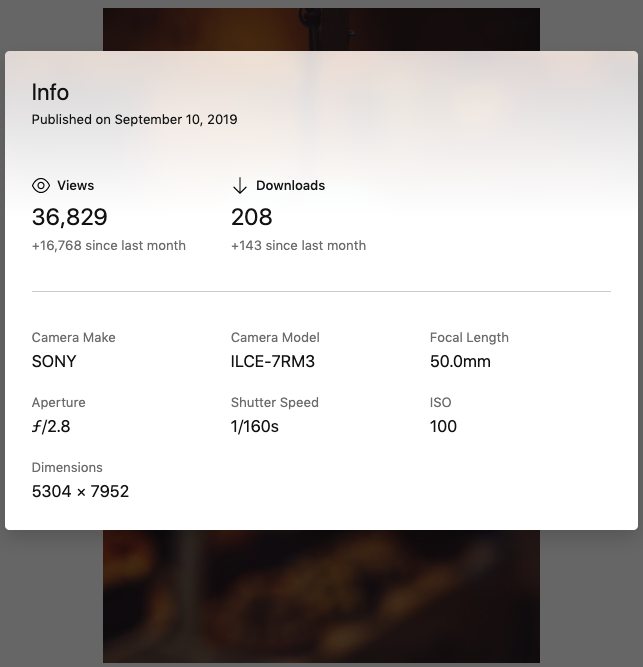 Info
Published on September 10, 2019
Views
Downloads
36,829
208
+16,768 since last month
+143 since last month
Camera Make
Camera Model
Focal Length
SONY
ILCE-7RM3
50.0mm
Aperture
Shutter Speed
ISO
ƒ/2.8
1/160s
100
Dimensions
5304 × 7952